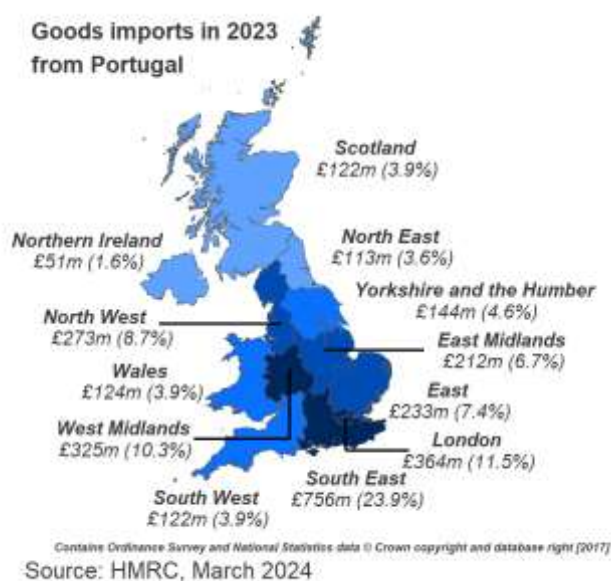 Goods imports in 2023
from Portugal
Scotland
£122m (3.9%)
Northern Ireland
£51m (1.6%)
North East
£113m (3.6%)
Yorkshire and the Humber
£144m (4.6%)
North West
£273m (8.7%)
East Midlands
£212m (6.7%)
Wales
£124m (3.9%)
East
£233m (7.4%)
West Midlands
£325m (10.3%)
London
£364m (11.5%)
South West
£122m (3.9%)
South East
£756m (23.9%)
Contains Ordinance Survey and National Statistics data © Crown copyright and database right [2017]
Source: HMRC, March 2024